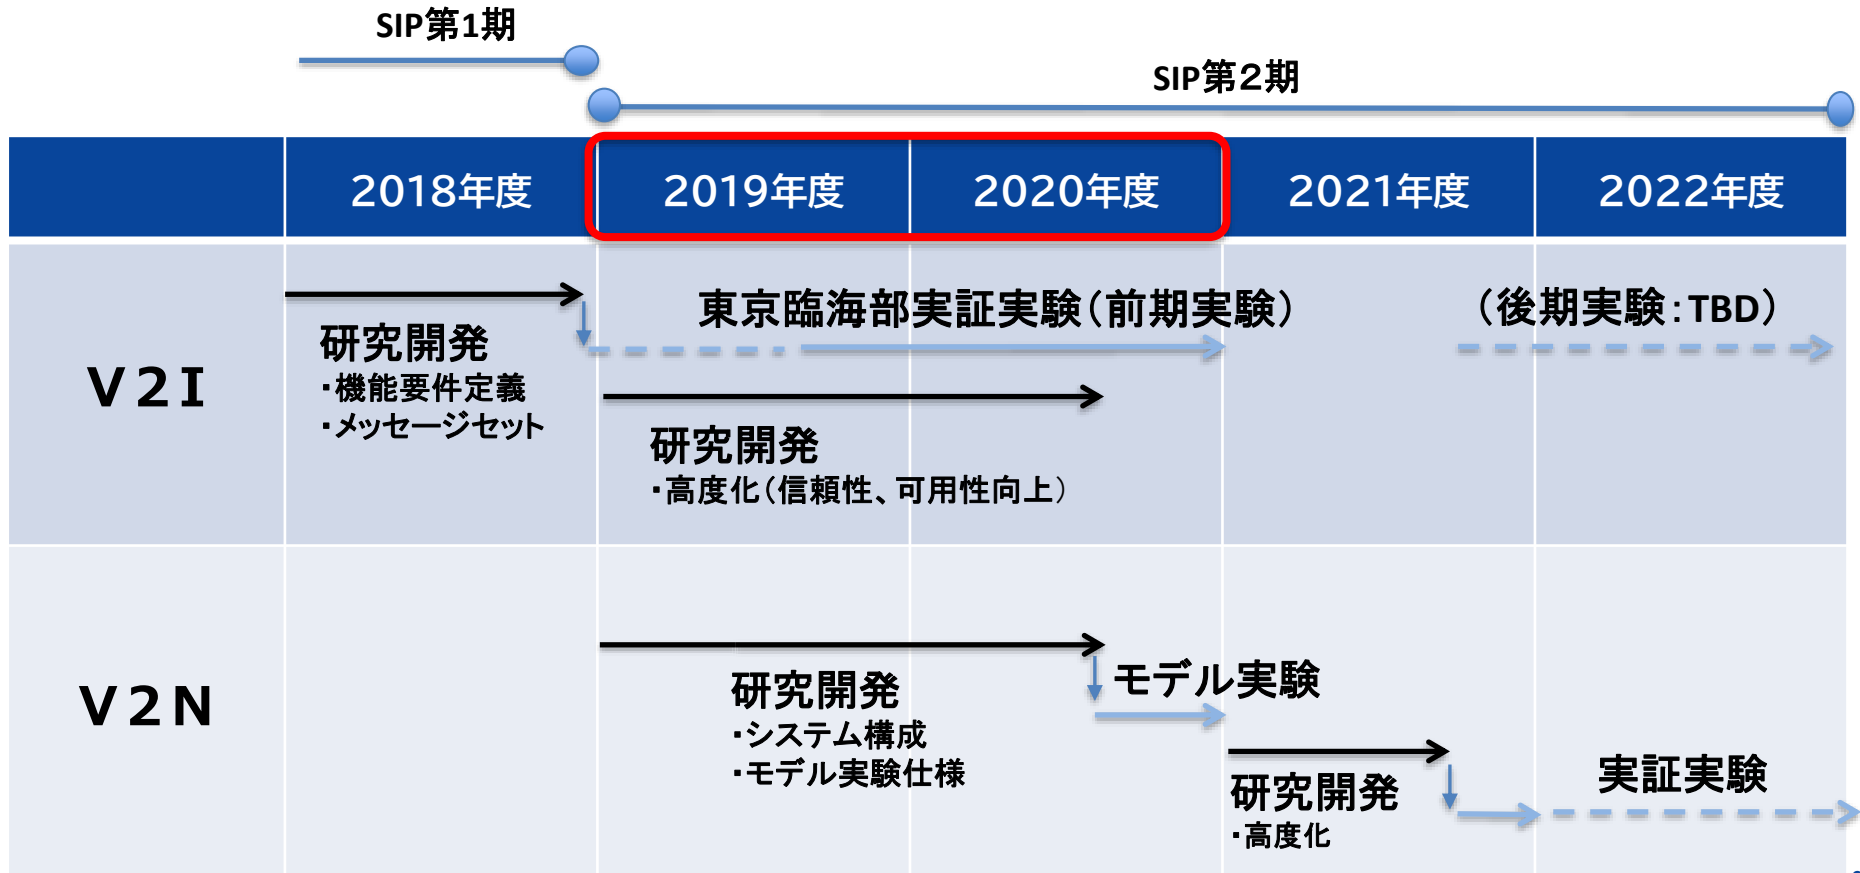 SIP第1期
SIP第２期
2018年度
2019年度
2020年度
2021年度
2022年度
Ｖ２Ｉ
研究開発
・機能要件定義
・メッセージセット
東京臨海部実証実験（前期実験）
（後期実験：TBD）
研究開発
・高度化（信頼性、可用性向上）
Ｖ２Ｎ
研究開発
・システム構成
・モデル実験仕様
モデル実験
研究開発
・高度化
実証実験